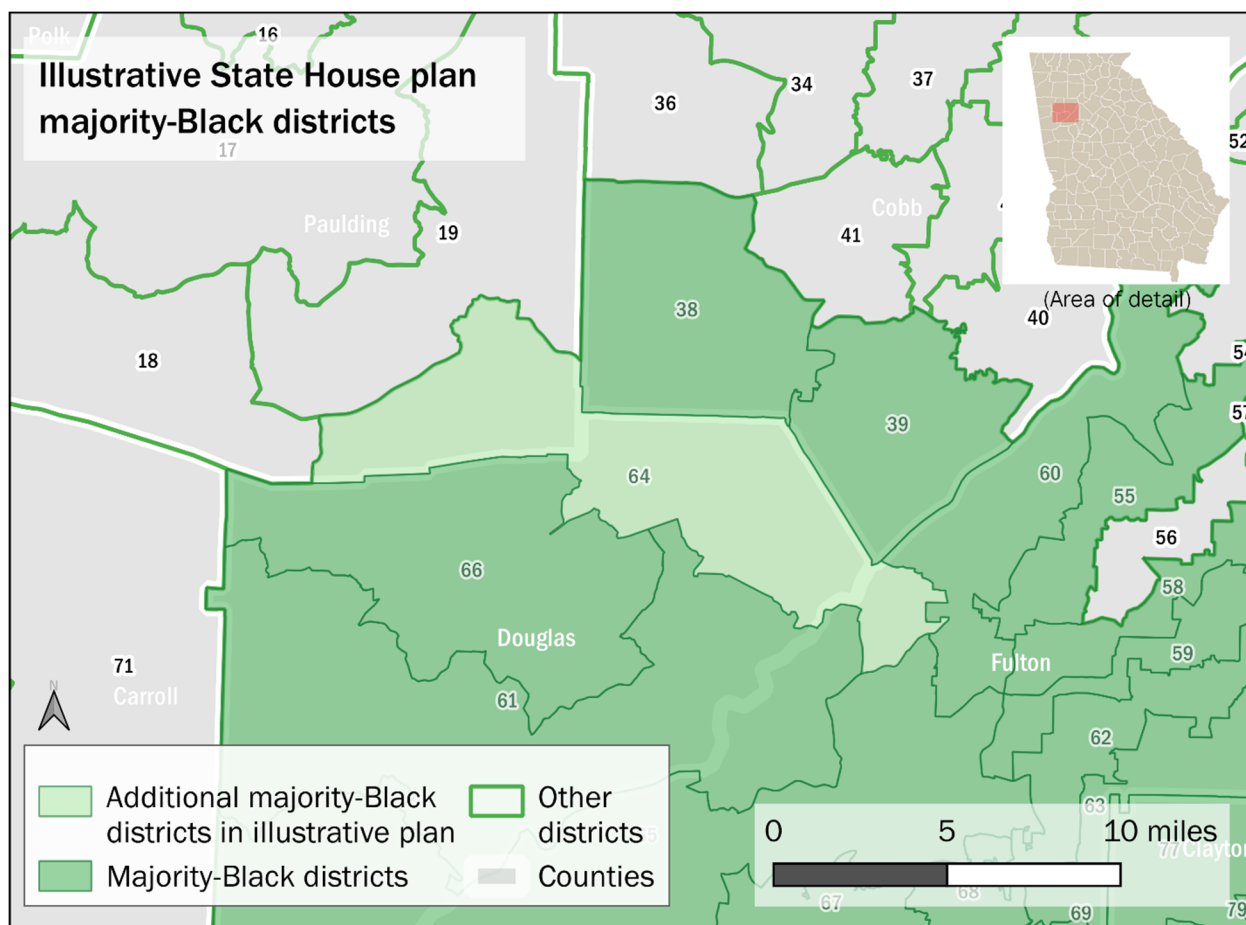 Polk
16
Illustrative State House plan
majority-Black districts
17
36
34
37
52
Paulding
19
Cobb
41
(Area of detail)
38
40
18
39
54
57
64
60
55
56
66
58
Douglas
59
Fulton
71
Carroll
N
61
62
63
Additional majority-Black
districts in illustrative plan
Other
districts
Majority-Black districts
Counties
0 5 10 miles
77 Clayton
67
68
69
79